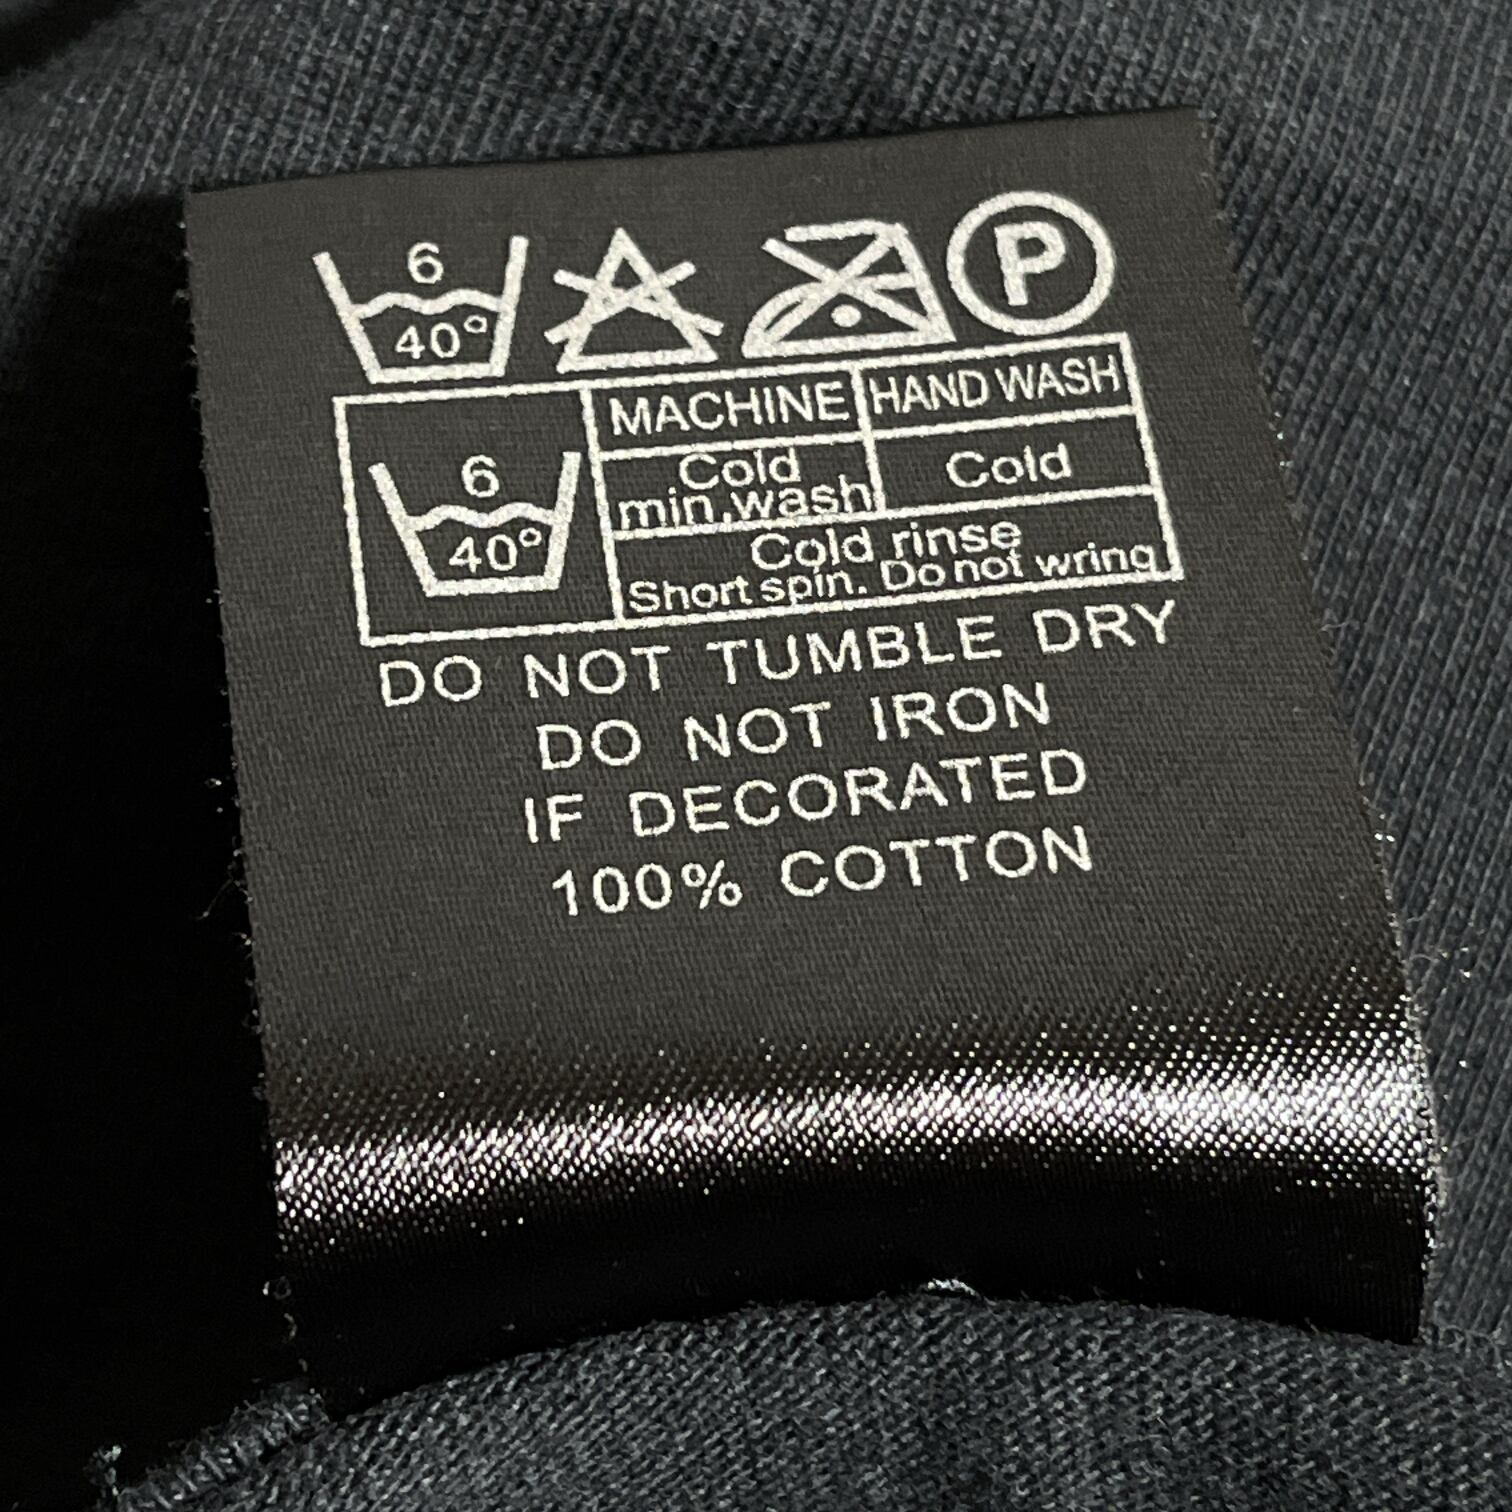 6 P
40°
MACHINE HAND WASH
6 Cold Cold
40° min.wash
Cold rinse
Short spin. Do not wring
DO NOT TUMBLE DRY
DO NOT IRON
IF DECORATED
100% COTTON